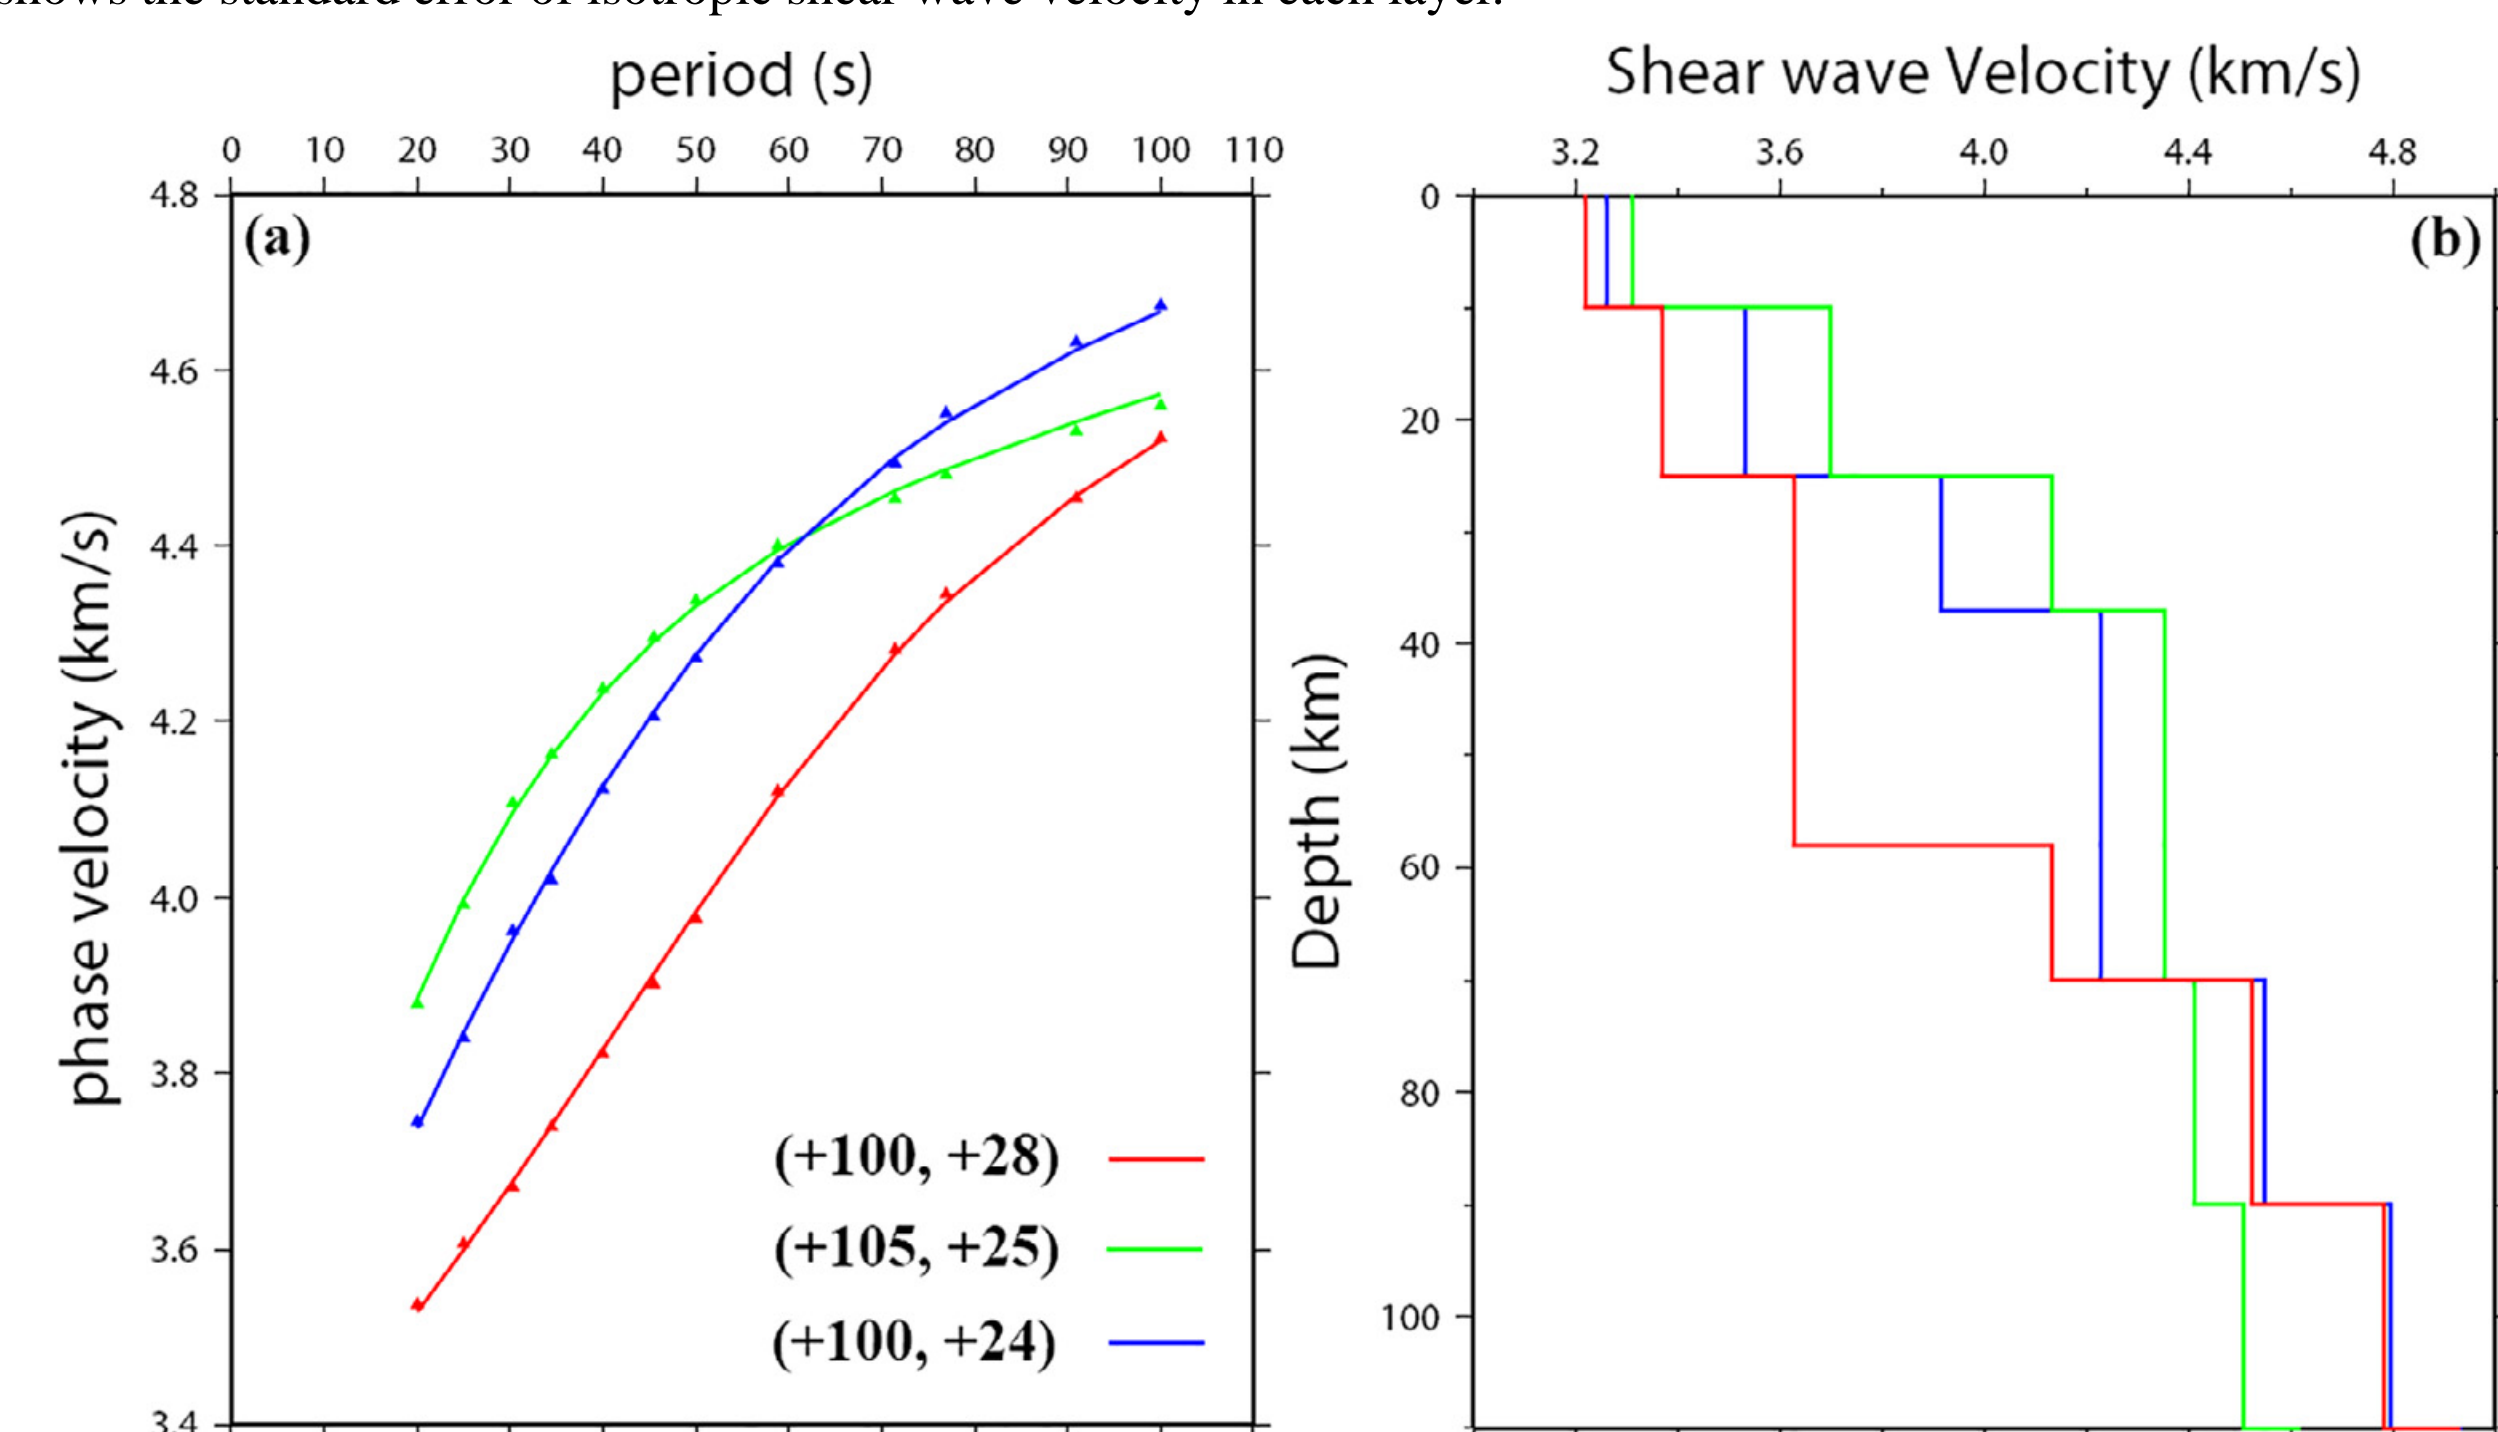 shows the standard error of isotropic shear wave velocity in each layer.
period (s)
0 10 20 30 40 50 60 70 80 90 100 110
4.8
4.6
4.4
4.2
4.0
3.8
3.6
3.4
phase velocity (km/s)
(a)
(+100, +28)
(+105, +25)
(+100, +24)
Shear wave Velocity (km/s)
3.2 3.6 4.0 4.4 4.8
0
20
40
60
80
100
Depth (km)
(b)